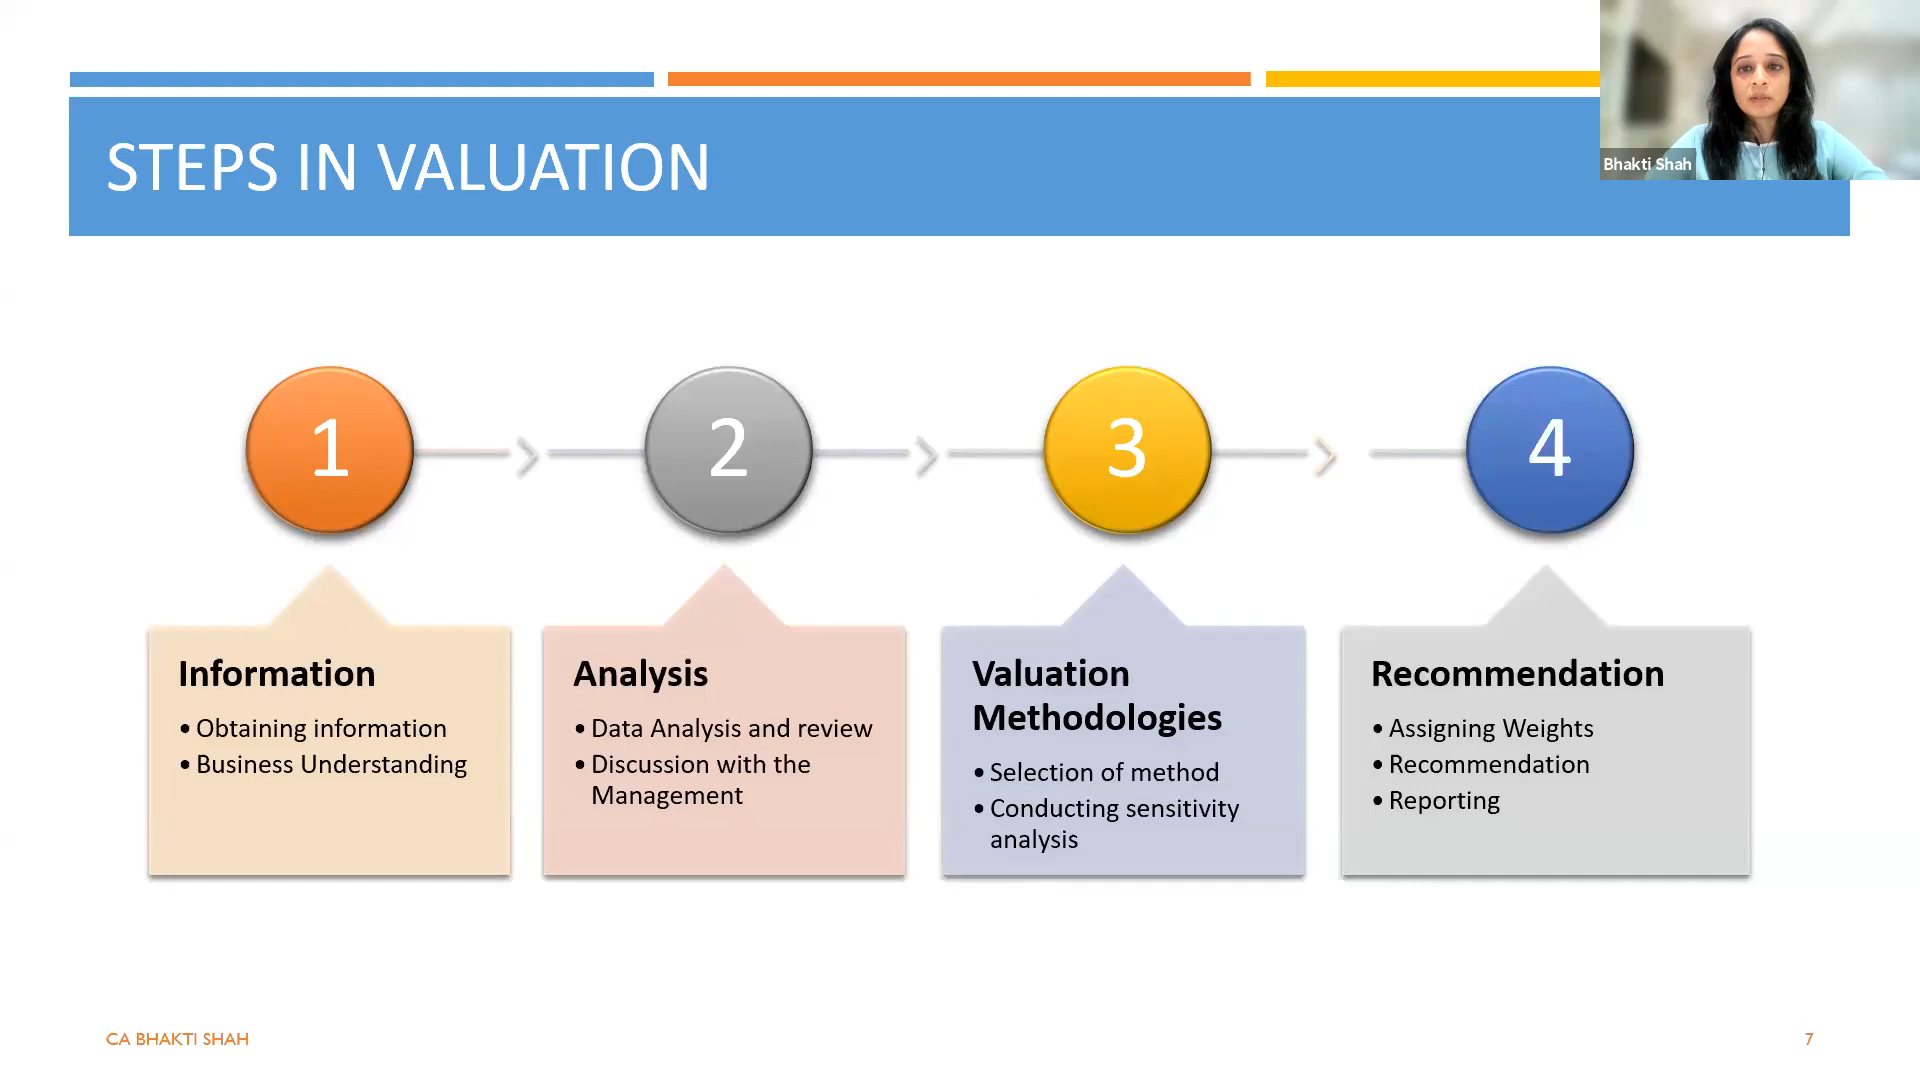 STEPS IN VALUATION
Bhakti Shah
1
2
3
4
Information
• Obtaining information
• Business Understanding
Analysis
• Data Analysis and review
• Discussion with the
Management
Valuation
Methodologies
• Selection of method
• Conducting sensitivity
analysis
Recommendation
• Assigning Weights
• Recommendation
• Reporting
CA BHAKTI SHAH
7